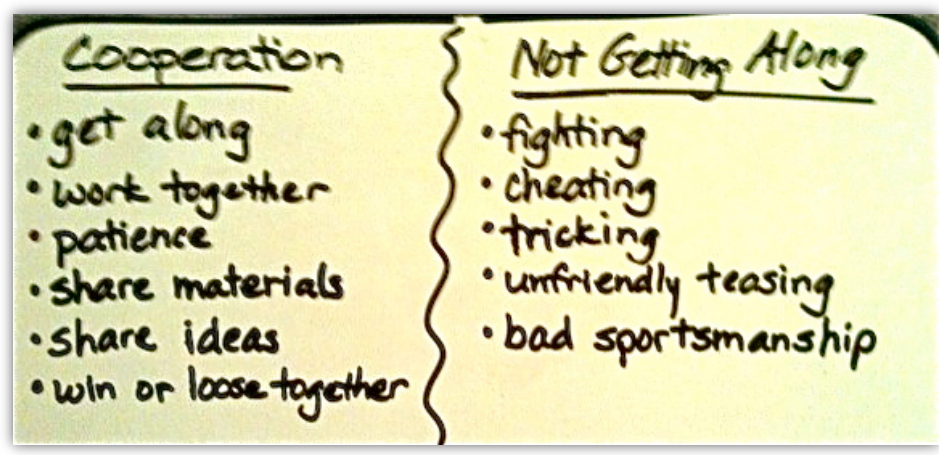 Cooperation
• get along
• work together
• patience
• share materials
• share ideas
• win or loose together
Not Getting Along
• fighting
• cheating
• tricking
• unfriendly teasing
• bad sportsmanship